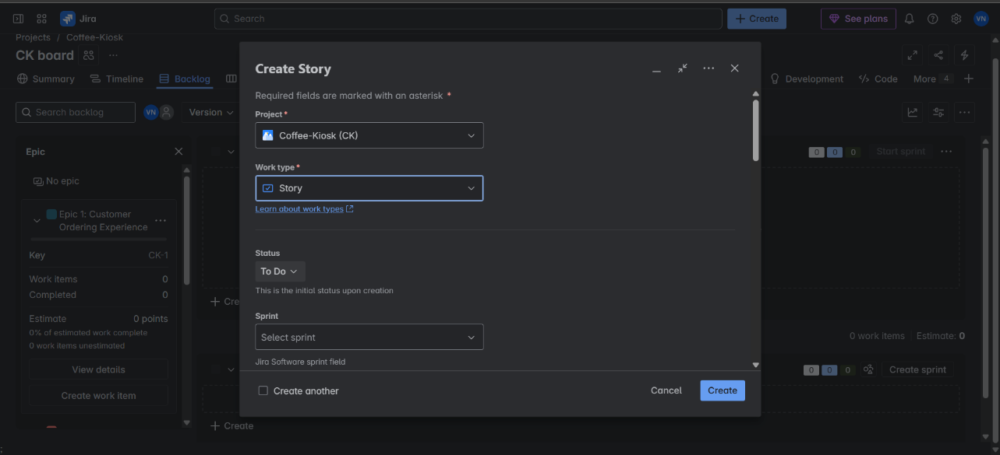 Jira
Search
+ Create
See plans
VN
Projects / Coffee-Kiosk
CK board
Summary
Timeline
Backlog
Development
Code
More 4
Search backlog
VN
Version
Epic
No epic
Epic 1: Customer
Ordering Experience
Key CK-1
Work items 0
Completed 0
Estimate 0 points
0% of estimated work complete
0 work items unestimated
View details
Create work item
Create Story
Required fields are marked with an asterisk *
Project *
Coffee-Kiosk (CK)
Work type *
Story
Learn about work types
Status
To Do
This is the initial status upon creation
Sprint
Select sprint
Jira Software sprint field
Create another
Cancel
Create
0 0 0 Start sprint
+ Cre
0 work items Estimate: 0
0 0 0 Create sprint
+ Create